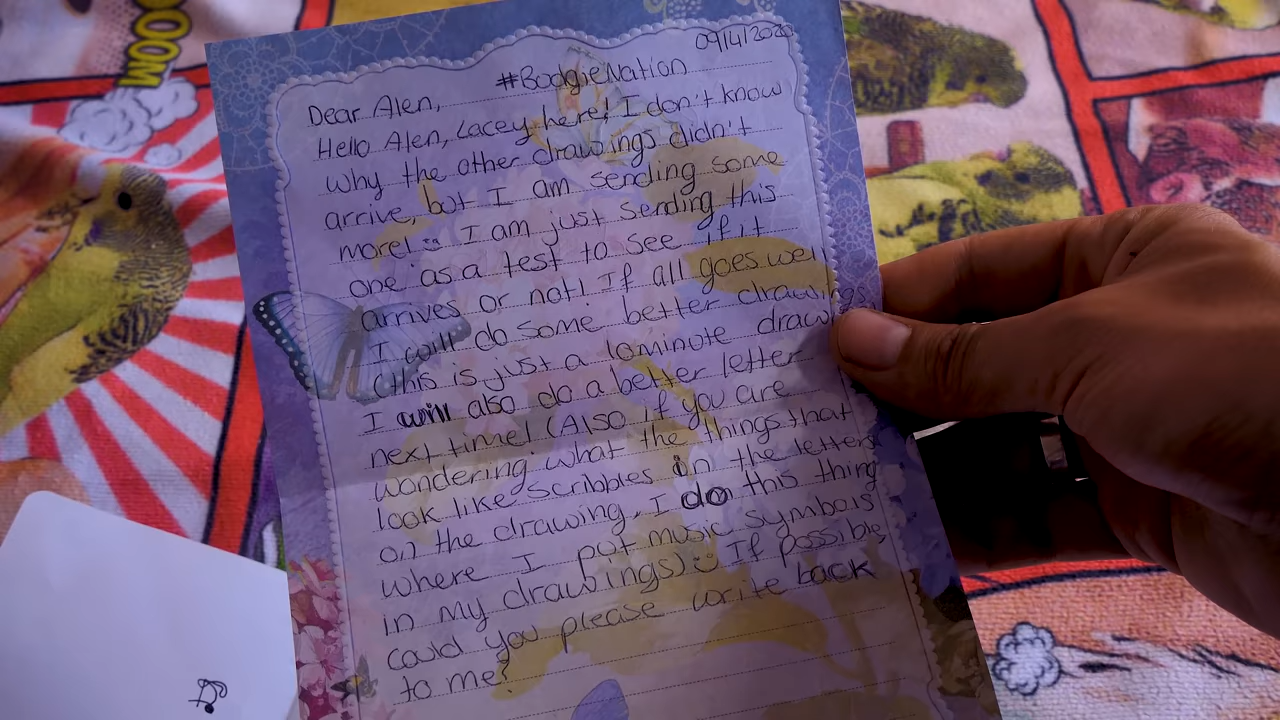 OOM
09/4/2020
#BudgieNation
Dear Alen,
Hello Alen, Lacey here! I don't know
why the other drawings didn't
arrive, but I am sending some
more! I am just sending this
one as a test to see if it
arrives or not! If all goes well
I will do some better drawings
(this is just a 10minute draw
I will also do a better letter
next time! (Also if you are
wondering what the things that
look like scribbles in the letters
on the drawing, I do this thing
where I put music symbols
in my drawings) If possible,
could you please write back
to me?